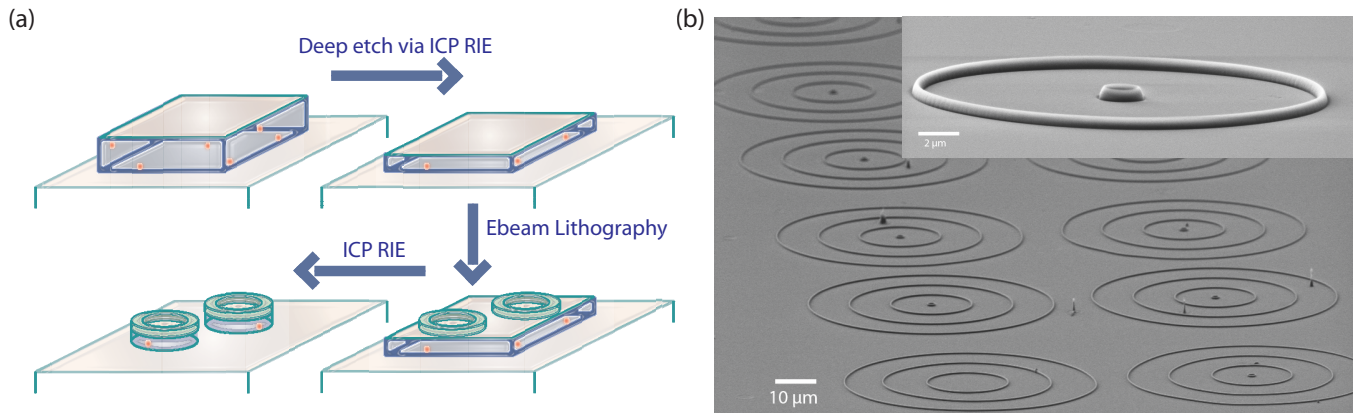 (a)
Deep etch via ICP RIE
Ebeam Lithography
ICP RIE
(b)
2 µm
10 µm